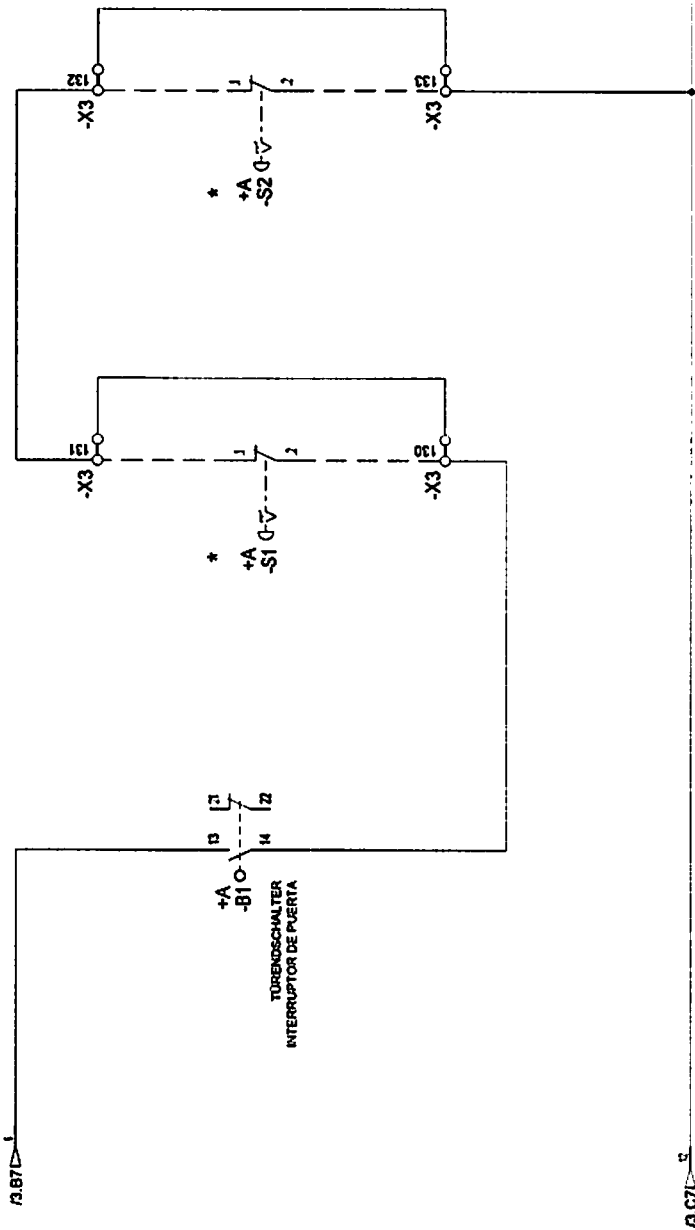 /3.B7
6
+A
-B1
13
14
21
22
TÜRENDSCHALTER
INTERRUPTOR DE PUERTA
-X3
131
*
+A
-S1
1
2
-X3
130
-X3
132
*
+A
-S2
1
2
-X3
133
/3.C7
12